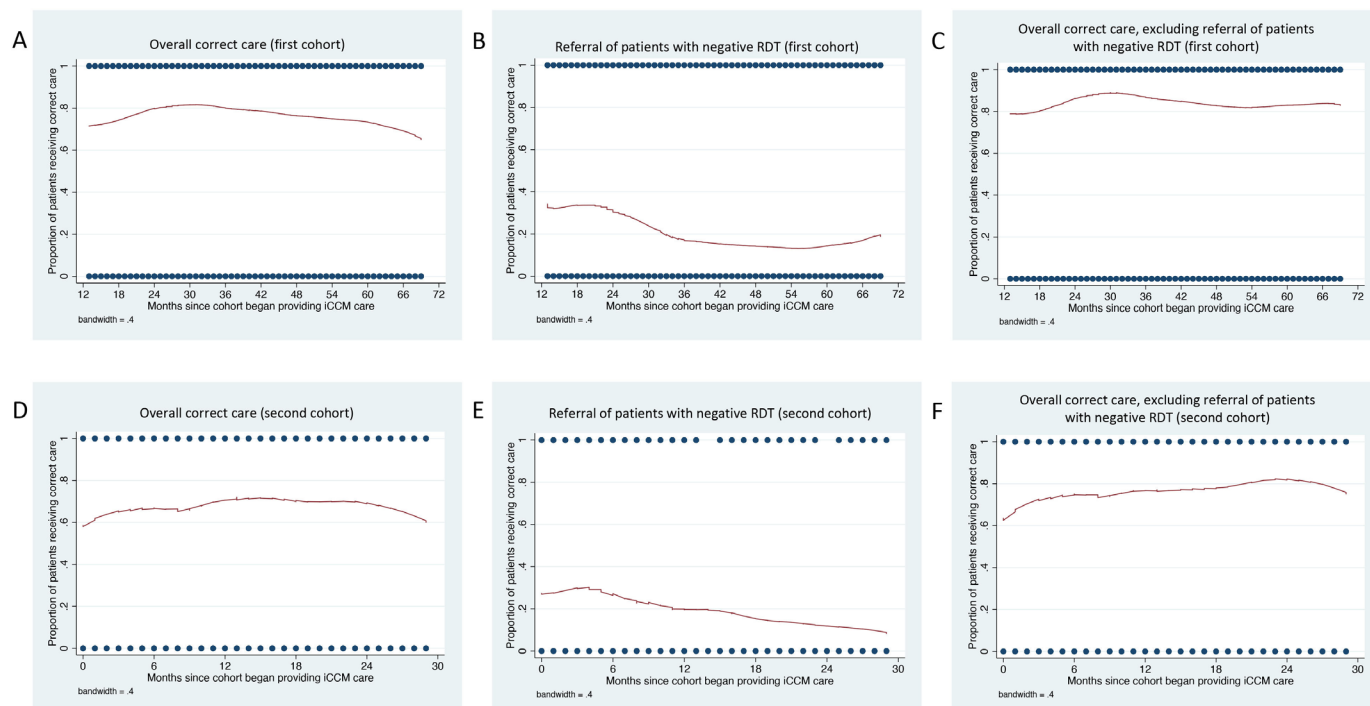 A
Overall correct care (first cohort)
Proportion of patients receiving correct care
0 .2 .4 .6 .8 1
12 18 24 30 36 42 48 54 60 66 72
Months since cohort began providing iCCM care
bandwidth = .4
B
Referral of patients with negative RDT (first cohort)
Proportion of patients receiving correct care
0 .2 .4 .6 .8 1
12 18 24 30 36 42 48 54 60 66 72
Months since cohort began providing iCCM care
bandwidth = .4
C
Overall correct care, excluding referral of patients
with negative RDT (first cohort)
Proportion of patients receiving correct care
0 .2 .4 .6 .8 1
12 18 24 30 36 42 48 54 60 66 72
Months since cohort began providing iCCM care
bandwidth = .4
D
Overall correct care (second cohort)
Proportion of patients receiving correct care
0 .2 .4 .6 .8 1
0 6 12 18 24 30
Months since cohort began providing iCCM care
bandwidth = .4
E
Referral of patients with negative RDT (second cohort)
Proportion of patients receiving correct care
0 .2 .4 .6 .8 1
0 6 12 18 24 30
Months since cohort began providing iCCM care
bandwidth = .4
F
Overall correct care, excluding referral of patients
with negative RDT (second cohort)
Proportion of patients receiving correct care
0 .2 .4 .6 .8 1
0 6 12 18 24 30
Months since cohort began providing iCCM care
bandwidth = .4